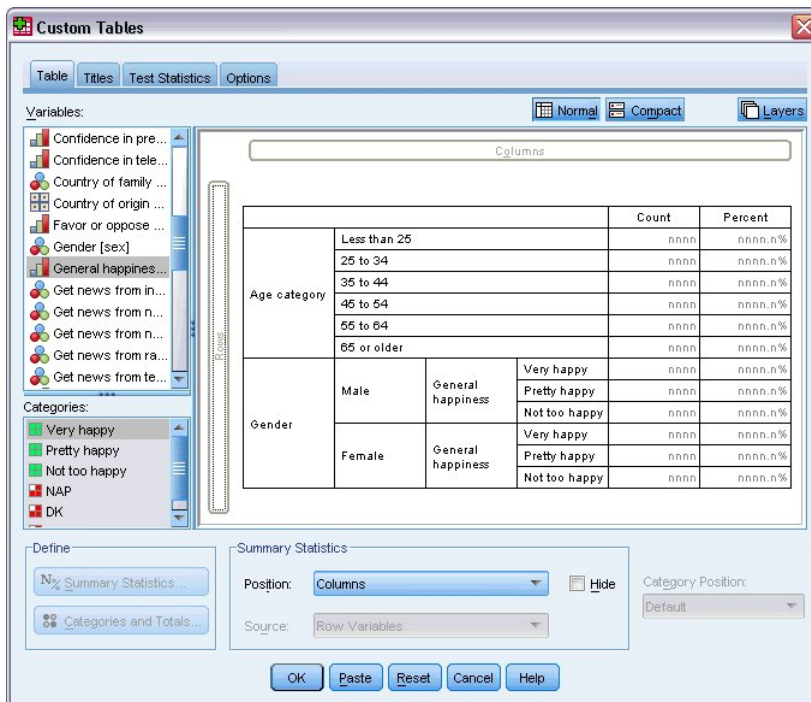 Custom Tables
Table Titles Test Statistics Options
Variables:
Normal Compact Layers
Confidence in pre...
Confidence in tele...
Country of family ...
Country of origin ...
Favor or oppose ...
Gender [sex]
General happines...
Get news from in...
Get news from n...
Get news from n...
Get news from ra...
Get news from te...
Categories:
Very happy
Pretty happy
Not too happy
NAP
DK
Columns
Rows
Count Percent
Age category
Less than 25 nnnn nnnn.n%
25 to 34 nnnn nnnn.n%
35 to 44 nnnn nnnn.n%
45 to 54 nnnn nnnn.n%
55 to 64 nnnn nnnn.n%
65 or older nnnn nnnn.n%
Gender
Male
General
happiness
Very happy nnnn nnnn.n%
Pretty happy nnnn nnnn.n%
Not too happy nnnn nnnn.n%
Female
General
happiness
Very happy nnnn nnnn.n%
Pretty happy nnnn nnnn.n%
Not too happy nnnn nnnn.n%
Define
N% Summary Statistics...
Categories and Totals...
Summary Statistics
Position: Columns Hide
Source: Row Variables
Category Position:
Default
OK Paste Reset Cancel Help